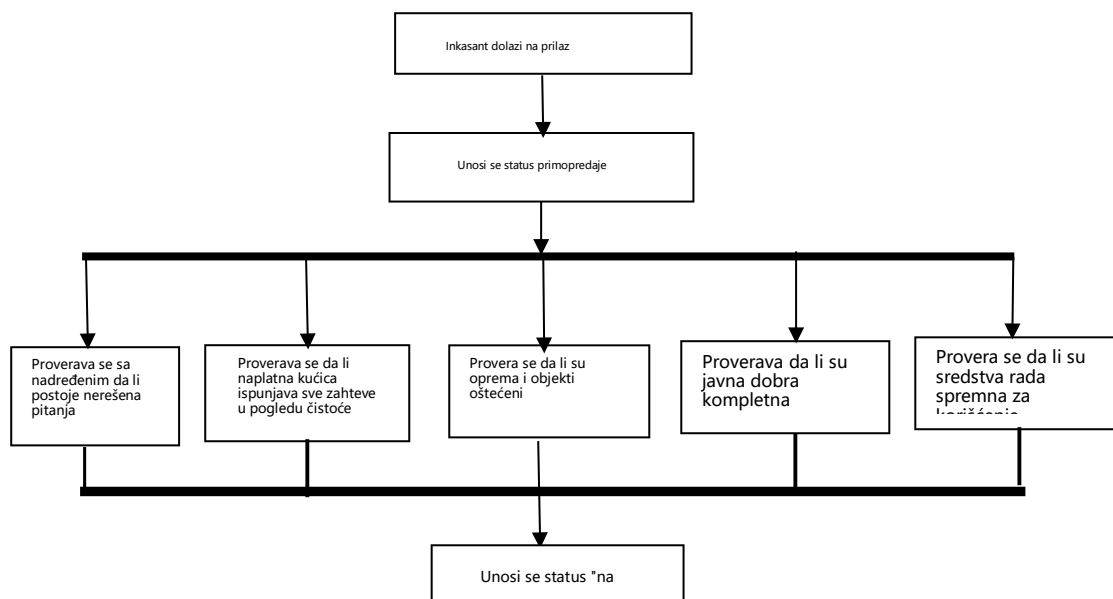 Inkasant dolazi na prilaz
Unosi se status primopredaje
Proverava se sa
nadređenim da li
postoje nerešena
pitanja
Proverava se da li
naplatna kućica
ispunjava sve zahteve
u pogledu čistoće
Provera se da li su
oprema i objekti
oštećeni
Proverava da li su
javna dobra
kompletna
Provera se da li su
sredstva rada
spremna za
korišćenje
Unosi se status "na